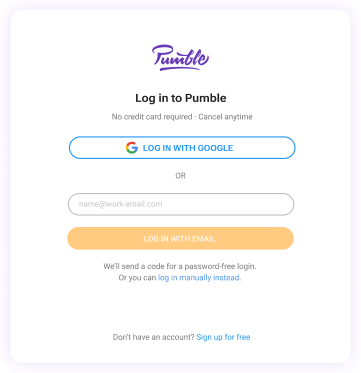 Pumble
Log in to Pumble
No credit card required · Cancel anytime
LOG IN WITH GOOGLE
OR
name@work-email.com
LOG IN WITH EMAIL
We'll send a code for a password-free login.
Or you can log in manually instead.
Don't have an account? Sign up for free